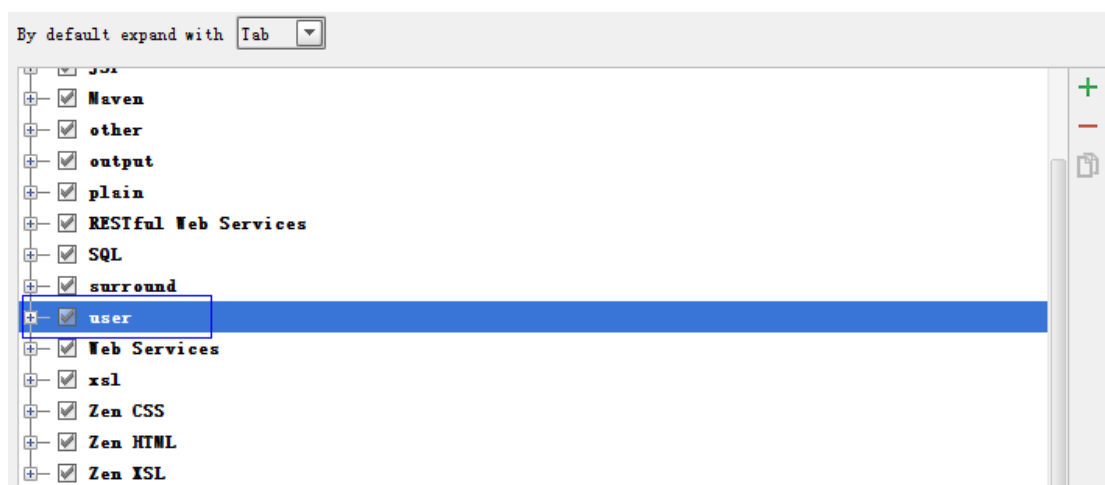 By default expand with Tab
Maven
other
output
plain
RESTful Web Services
SQL
surround
user
Web Services
xsl
Zen CSS
Zen HTML
Zen XSL